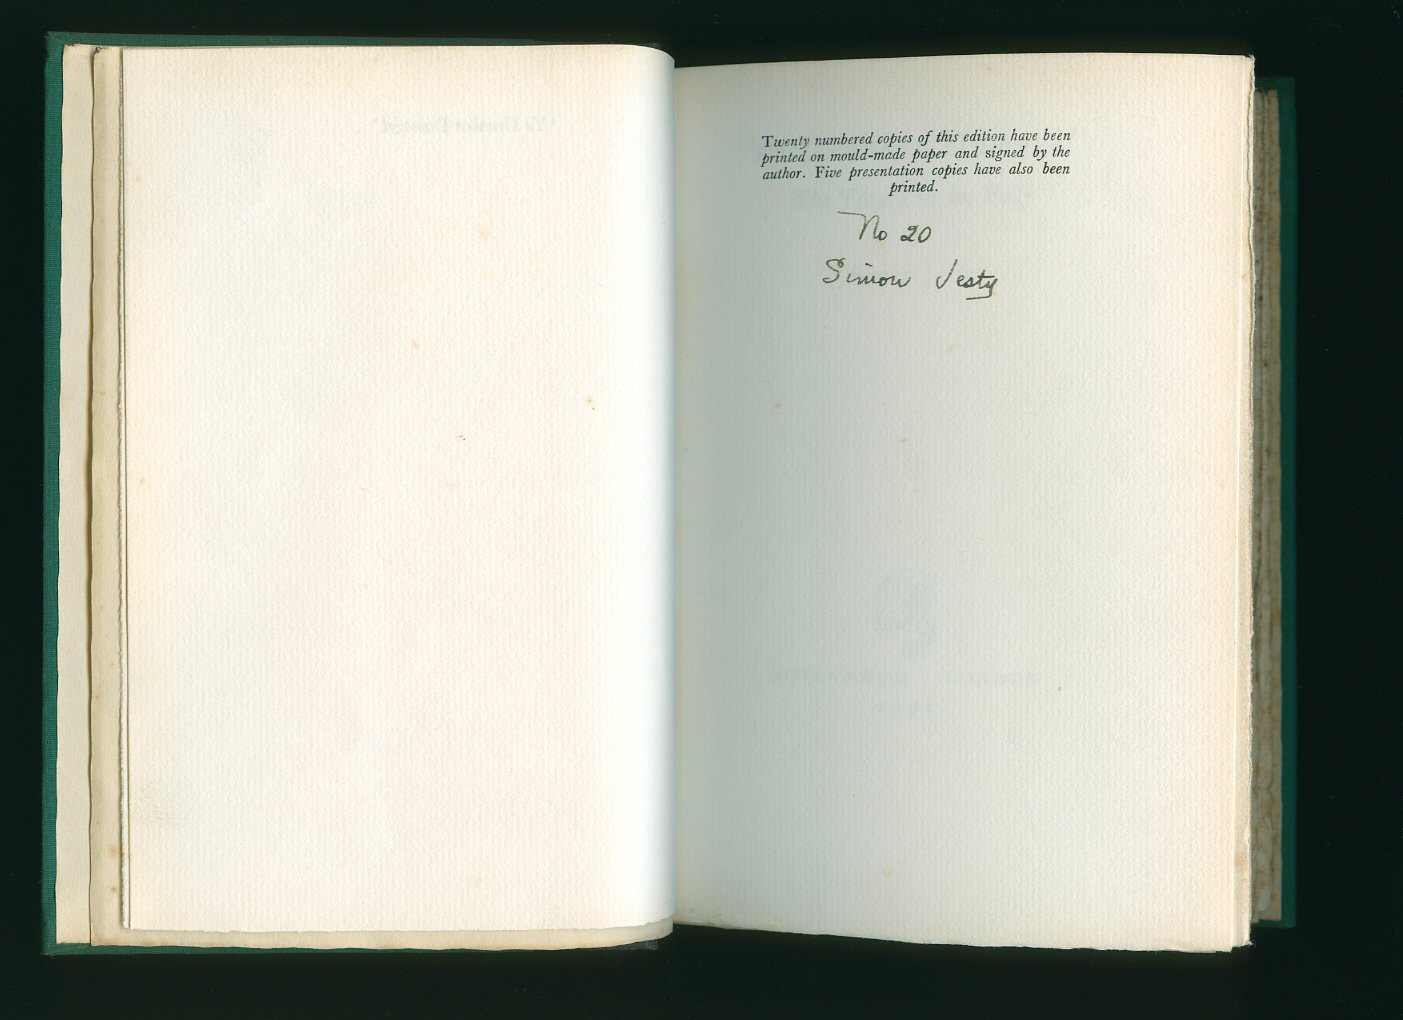 Twenty numbered copies of this edition have been
printed on mould-made paper and signed by the
author. Five presentation copies have also been
printed.
No 20
Simon Jesty